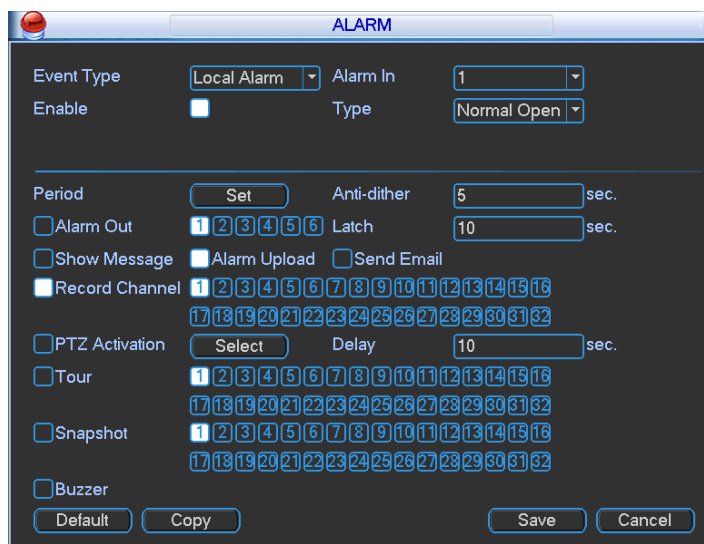 ALARM
Event Type Local Alarm Alarm In 1
Enable Type Normal Open
Period Set Anti-dither 5 sec.
Alarm Out 1 2 3 4 5 6 Latch 10 sec.
Show Message Alarm Upload Send Email
Record Channel 1 2 3 4 5 6 7 8 9 10 11 12 13 14 15 16
17 18 19 20 21 22 23 24 25 26 27 28 29 30 31 32
PTZ Activation Select Delay 10 sec.
Tour 1 2 3 4 5 6 7 8 9 10 11 12 13 14 15 16
17 18 19 20 21 22 23 24 25 26 27 28 29 30 31 32
Snapshot 1 2 3 4 5 6 7 8 9 10 11 12 13 14 15 16
17 18 19 20 21 22 23 24 25 26 27 28 29 30 31 32
Buzzer
Default Copy Save Cancel